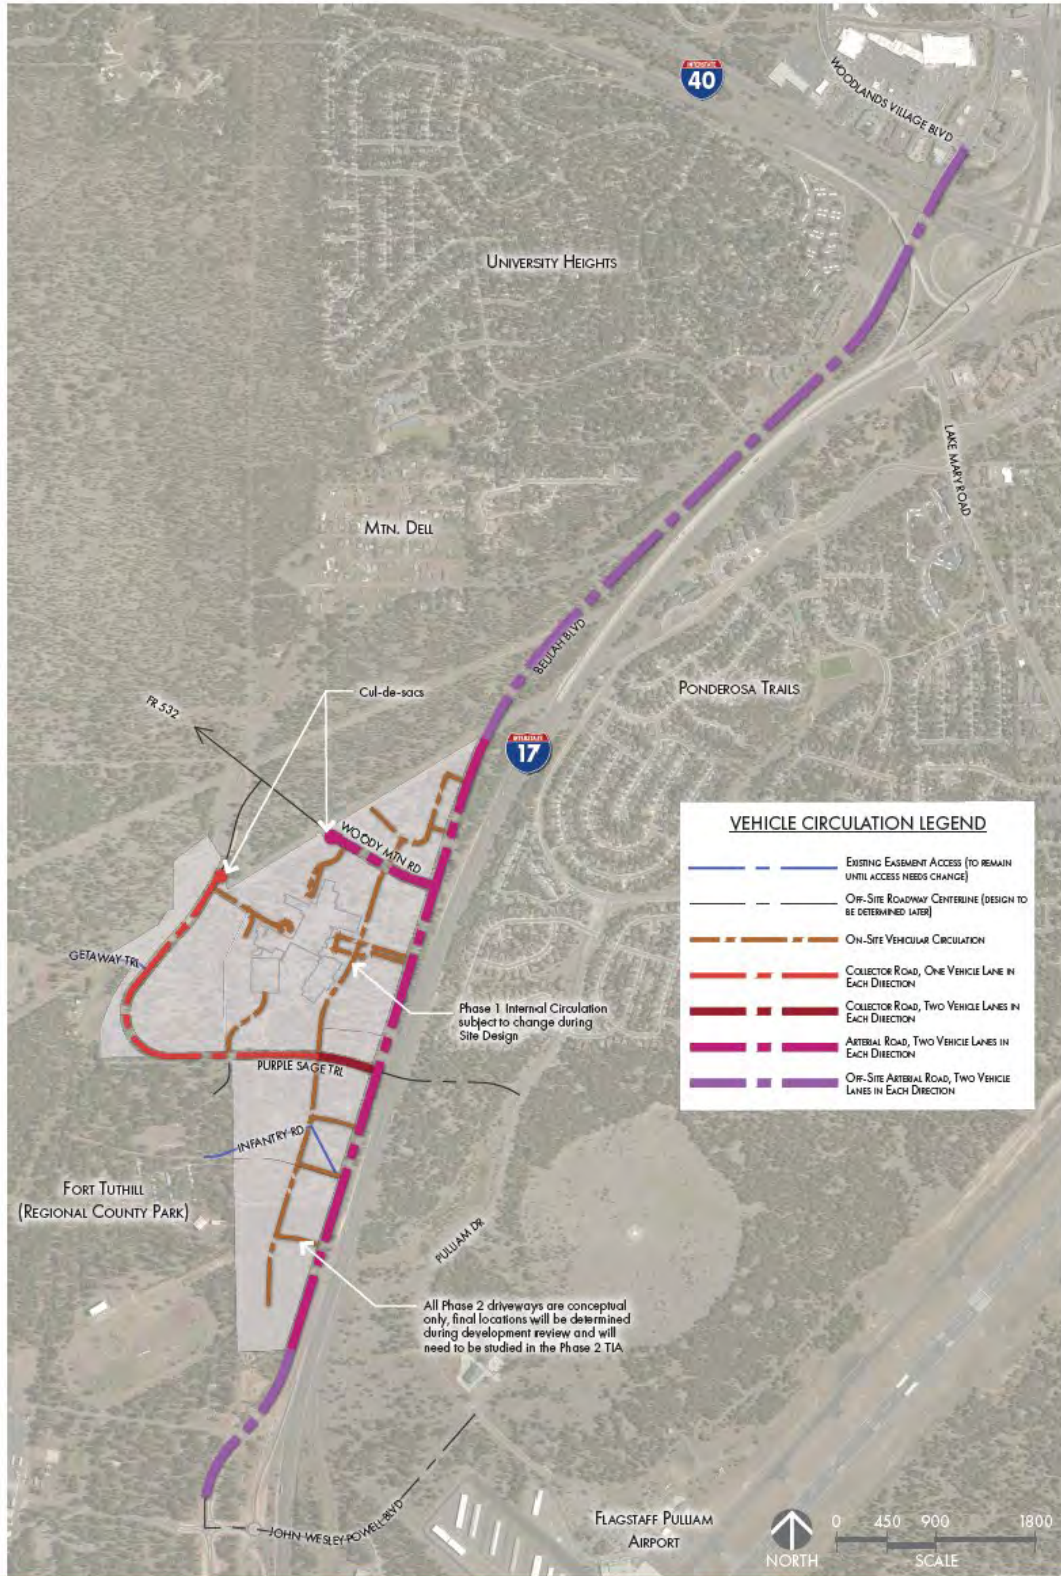 INTERSTATE
40
WOODLANDS VILLAGE BLVD
UNIVERSITY HEIGHTS
LAKE MARY ROAD
MTN. DELL
BEULAH BLVD
PONDEROSA TRAILS
Cul-de-sacs
FR 532
INTERSTATE
17
WOODY MTN RD
GETAWAY TRL
Phase 1 Internal Circulation
subject to change during
Site Design
PURPLE SAGE TRL
INFANTRY RD
FORT TUTHILL
(REGIONAL COUNTY PARK)
PULLIAM DR
All Phase 2 driveways are conceptual
only, final locations will be determined
during development review and will
need to be studied in the Phase 2 TIA
JOHN WESLEY POWELL BLVD
FLAGSTAFF PULLIAM
AIRPORT
VEHICLE CIRCULATION LEGEND
EXISTING EASEMENT ACCESS (TO REMAIN
UNTIL ACCESS NEEDS CHANGE)
OFF-SITE ROADWAY CENTERLINE (DESIGN TO
BE DETERMINED LATER)
ON-SITE VEHICULAR CIRCULATION
COLLECTOR ROAD, ONE VEHICLE LANE IN
EACH DIRECTION
COLLECTOR ROAD, TWO VEHICLE LANES IN
EACH DIRECTION
ARTERIAL ROAD, TWO VEHICLE LANES IN
EACH DIRECTION
OFF-SITE ARTERIAL ROAD, TWO VEHICLE
LANES IN EACH DIRECTION
NORTH
0 450 900 1800
SCALE